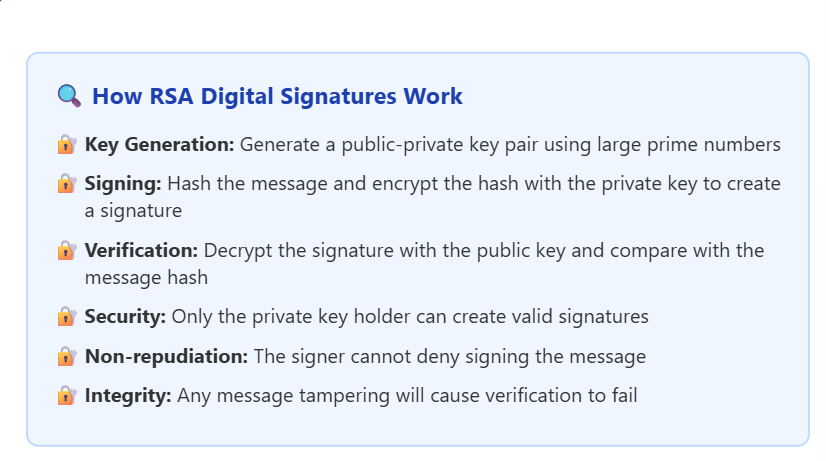 How RSA Digital Signatures Work
Key Generation: Generate a public-private key pair using large prime numbers
Signing: Hash the message and encrypt the hash with the private key to create
a signature
Verification: Decrypt the signature with the public key and compare with the
message hash
Security: Only the private key holder can create valid signatures
Non-repudiation: The signer cannot deny signing the message
Integrity: Any message tampering will cause verification to fail